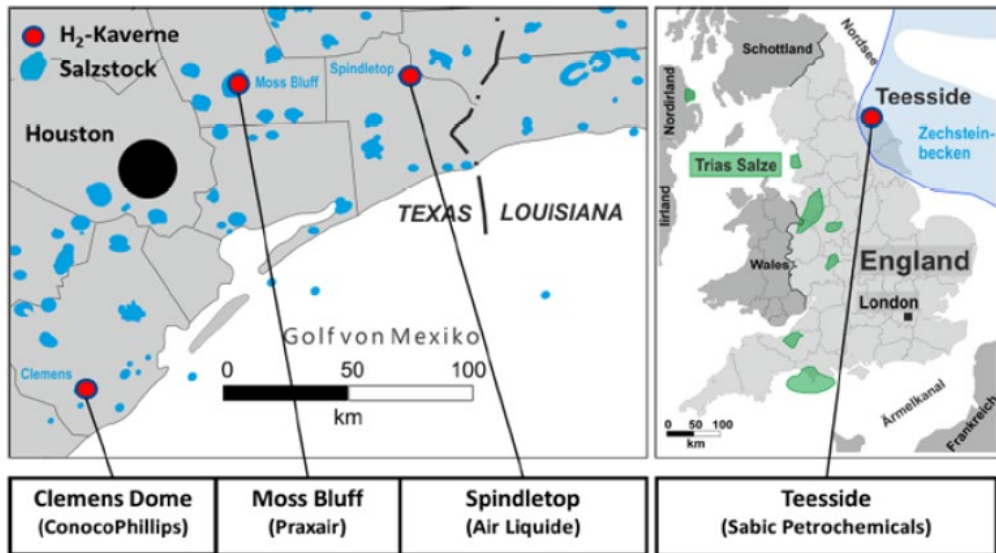 H₂-Kaverne
Salzstock
Houston
Moss Bluff
Spindletop
TEXAS
LOUISIANA
Golf von Mexiko
0 50 100
km
Clemens
Schottland
Nordsee
Nordirland
Teesside
Zechstein-
becken
Trias Salze
Irland
Wales
England
London
Ärmelkanal
Frankreich
0 50 100
km
Clemens Dome
(ConocoPhillips)
Moss Bluff
(Praxair)
Spindletop
(Air Liquide)
Teesside
(Sabic Petrochemicals)